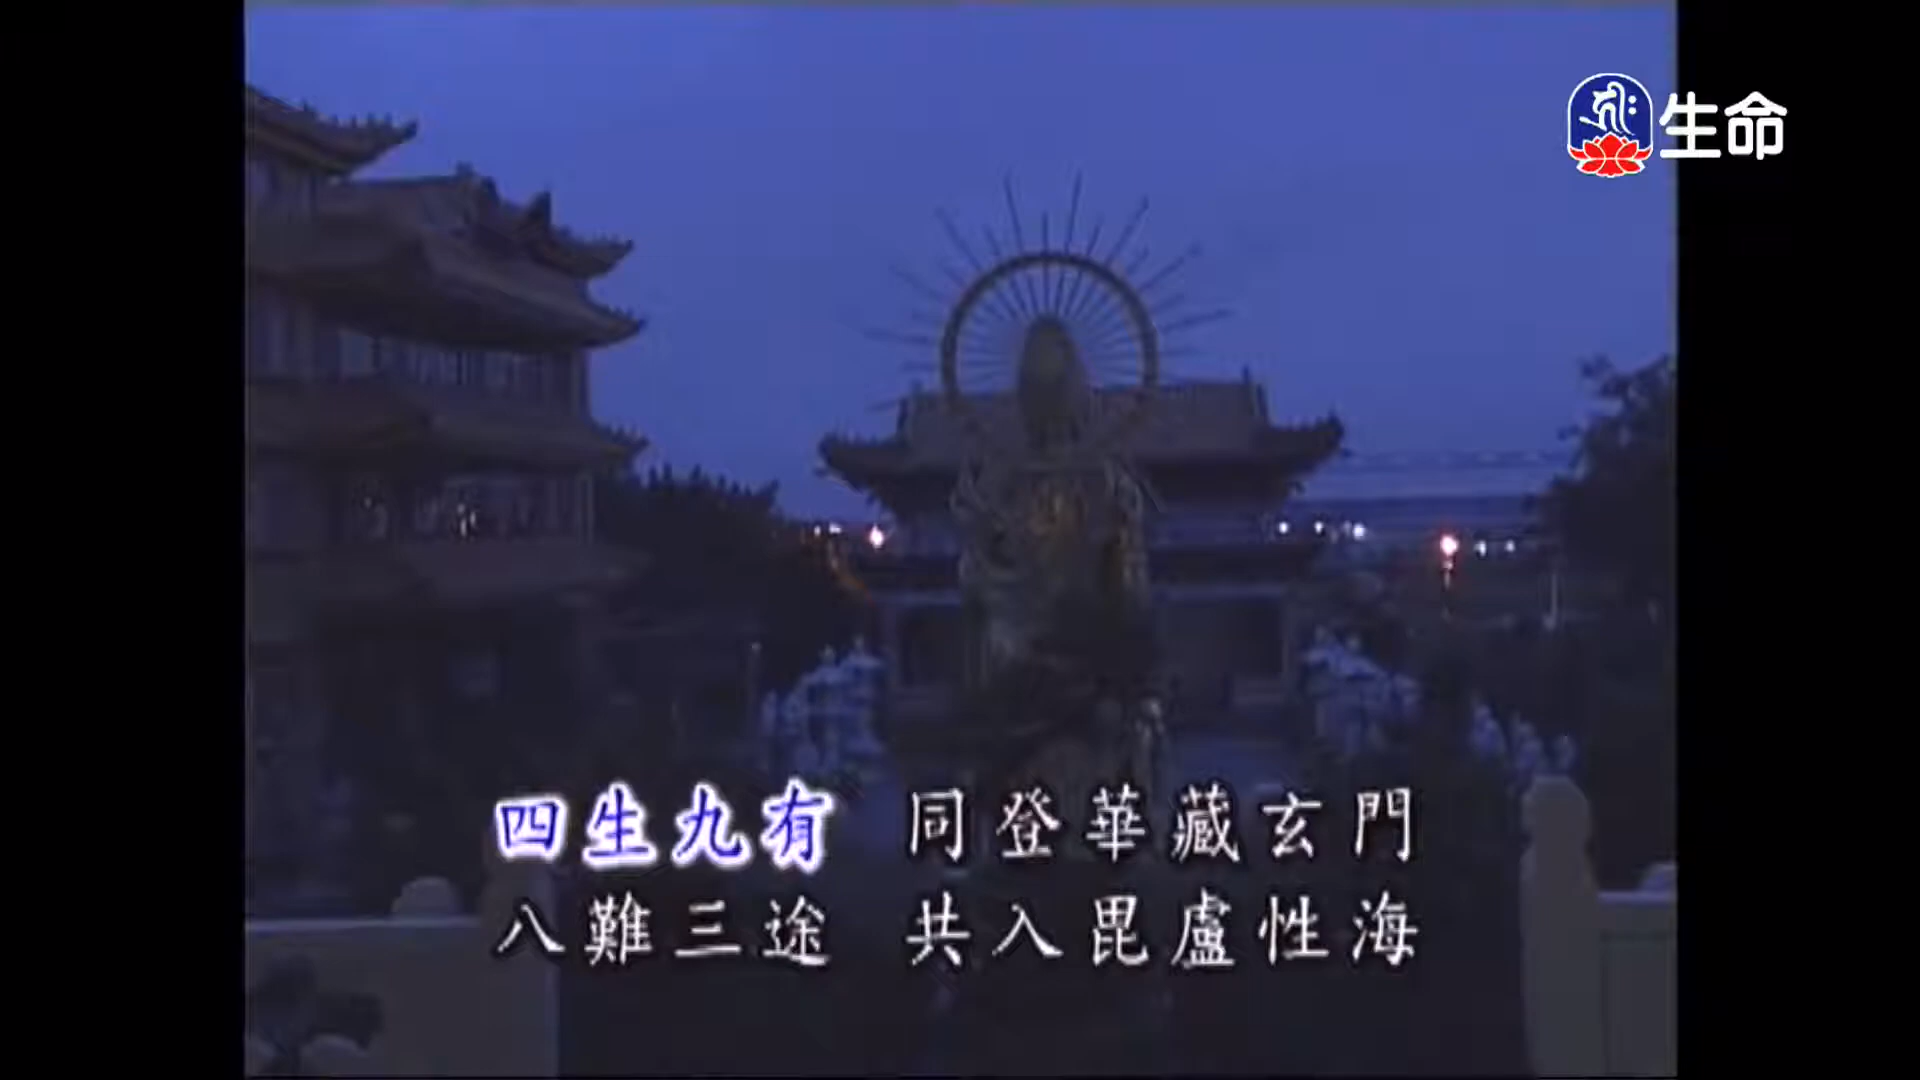 生命
四生九有 同登華藏玄門
八難三途 共入毘盧性海